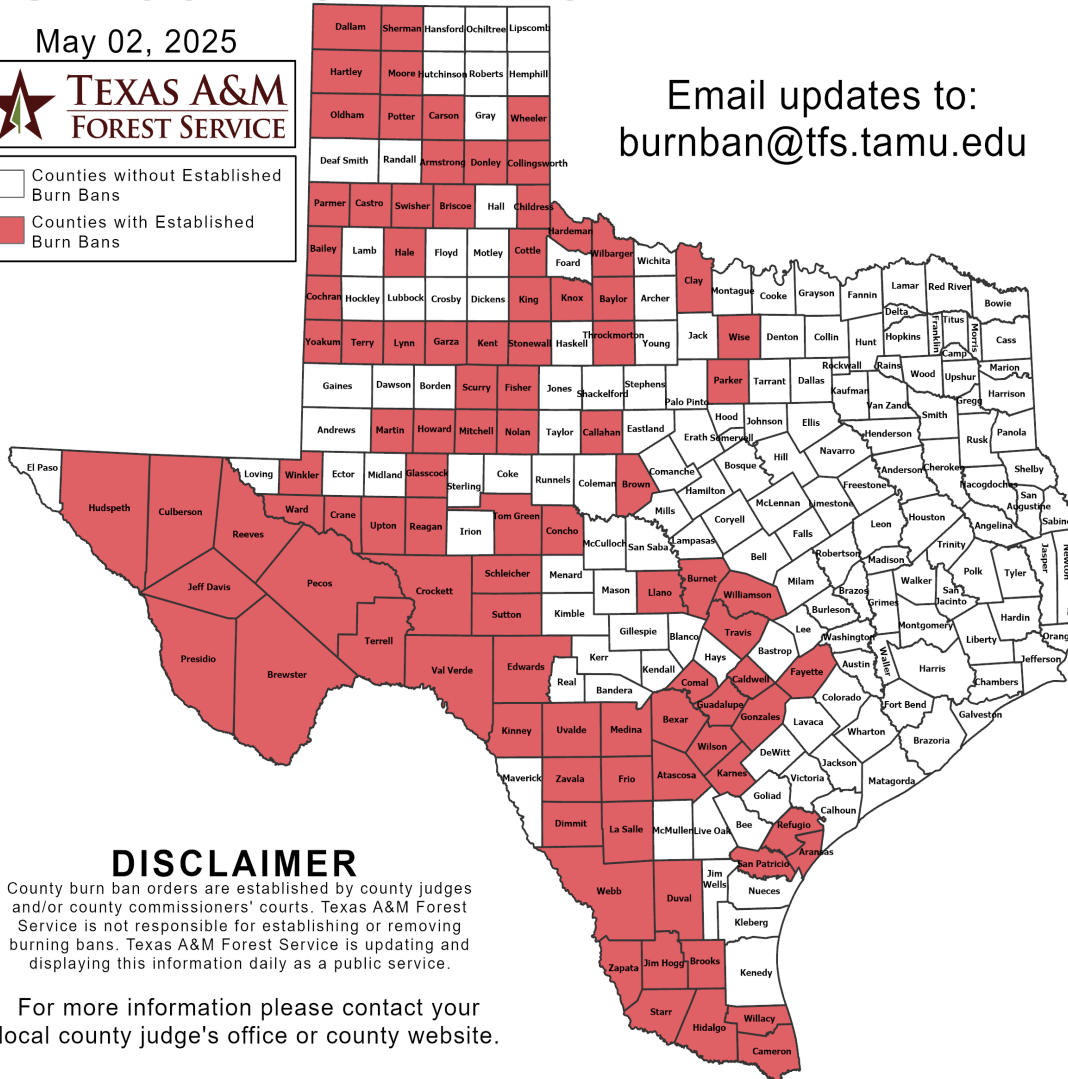 May 02, 2025
TEXAS A&M
FOREST SERVICE
Counties without Established
Burn Bans
Counties with Established
Burn Bans
Email updates to:
burnban@tfs.tamu.edu
Dallam Sherman Hansford Ochiltree Lipscomb
Hartley Moore Hutchinson Roberts Hemphill
Oldham Potter Carson Gray Wheeler
Deaf Smith Randall Armstrong Donley Collingsworth
Parmer Castro Swisher Briscoe Hall Childress
Hardeman
Bailey Lamb Hale Floyd Motley Cottle Foard Wilbarger Wichita
Clay
Cochran Hockley Lubbock Crosby Dickens King Knox Baylor Archer Montague Cooke Grayson Fannin Lamar Red River Bowie
Delta Titus
Yoakum Terry Lynn Garza Kent Stonewall Haskell Throckmorton Young Jack Wise Denton Collin Hunt Hopkins Franklin Morris Cass
Camp
Rockwall Rains Wood Upshur Marion
Gaines Dawson Borden Scurry Fisher Jones Shackelford Stephens Palo Pinto Parker Tarrant Dallas Kaufman Van Zandt Gregg Harrison
Smith
Andrews Martin Howard Mitchell Nolan Taylor Callahan Eastland Erath Somervell Hood Johnson Ellis Henderson Rusk Panola
El Paso Loving Winkler Ector Midland Glasscock Sterling Coke Runnels Coleman Brown Comanche Bosque Hill Navarro Anderson Cherokee Shelby
Hamilton Freestone Nacogdoches
Hudspeth Culberson Ward Crane Upton Reagan Irion Tom Green Concho Mills McLennan Limestone San
Augustine
Sabine
Reeves McCulloch San Saba Lampasas Coryell Falls Leon Houston Angelina
Trinity
Jasper
Newton
Jeff Davis Pecos Crockett Schleicher Menard Mason Llano Burnet Bell Robertson Madison Polk Tyler
Williamson Milam Brazos Grimes Walker San
Jacinto
Sutton Kimble Burleson Hardin
Presidio Brewster Terrell Val Verde Edwards Gillespie Blanco Travis Lee Washington Montgomery Liberty Orang
Kerr Kendall Hays Bastrop Austin Waller Harris Jefferson
Real Bandera Comal Caldwell Fayette Chambers
Guadalupe Colorado Fort Bend
Kinney Uvalde Medina Bexar Gonzales Lavaca Wharton Galveston
Brazoria
Wilson DeWitt
Maverick Zavala Frio Atascosa Karnes Jackson
Victoria Matagorda
Goliad
Dimmit La Salle McMullen Live Oak Bee Calhoun
Refugio
Aransas
San Patricio
Webb Duval Jim
Wells
Nueces
Kleberg
Zapata Jim Hogg Brooks Kenedy
Starr Hidalgo Willacy
Cameron
DISCLAIMER
County burn ban orders are established by county judges
and/or county commissioners' courts. Texas A&M Forest
Service is not responsible for establishing or removing
burning bans. Texas A&M Forest Service is updating and
displaying this information daily as a public service.
For more information please contact your
local county judge's office or county website.